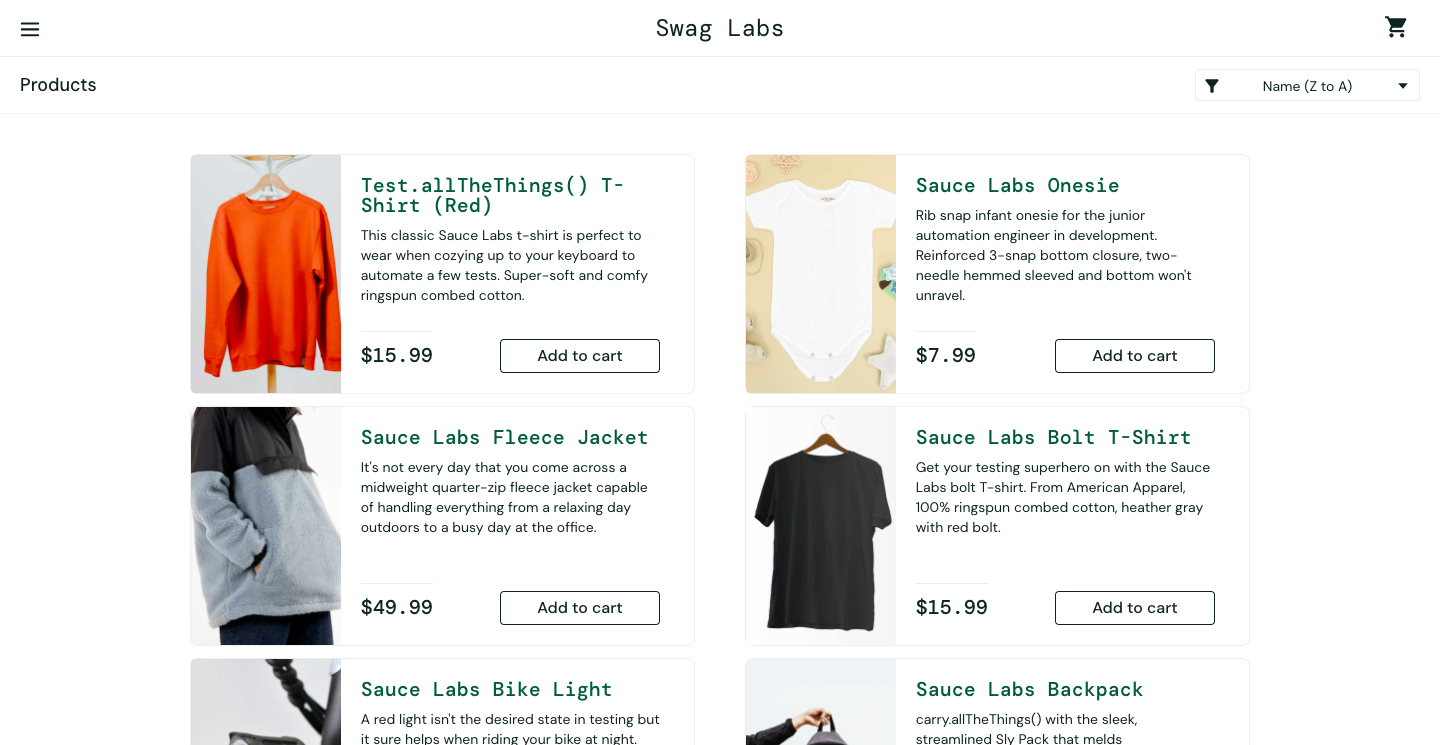 Swag Labs
Products
Name (Z to A)
Test.allTheThings() T-
Shirt (Red)
This classic Sauce Labs t-shirt is perfect to
wear when cozying up to your keyboard to
automate a few tests. Super-soft and comfy
ringspun combed cotton.
$15.99
Add to cart
Sauce Labs Onesie
Rib snap infant onesie for the junior
automation engineer in development.
Reinforced 3-snap bottom closure, two-
needle hemmed sleeved and bottom won't
unravel.
$7.99
Add to cart
Sauce Labs Fleece Jacket
It's not every day that you come across a
midweight quarter-zip fleece jacket capable
of handling everything from a relaxing day
outdoors to a busy day at the office.
$49.99
Add to cart
Sauce Labs Bolt T-Shirt
Get your testing superhero on with the Sauce
Labs bolt T-shirt. From American Apparel,
100% ringspun combed cotton, heather gray
with red bolt.
$15.99
Add to cart
Sauce Labs Bike Light
A red light isn't the desired state in testing but
it sure helps when riding your bike at night.
Sauce Labs Backpack
carry.allTheThings() with the sleek,
streamlined Sly Pack that melds